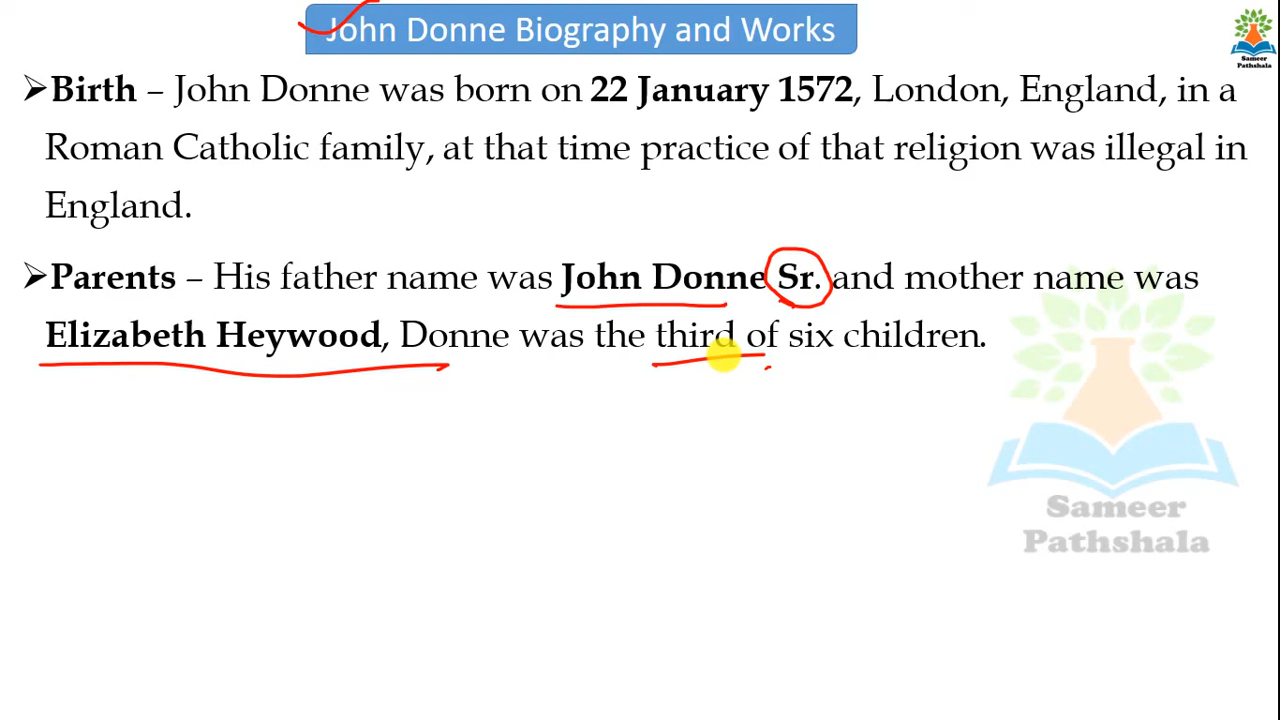 John Donne Biography and Works
Sameer
Pathshala
➢Birth – John Donne was born on 22 January 1572, London, England, in a
Roman Catholic family, at that time practice of that religion was illegal in
England.
➢Parents – His father name was John Donne Sr. and mother name was
Elizabeth Heywood, Donne was the third of six children.
Sameer
Pathshala